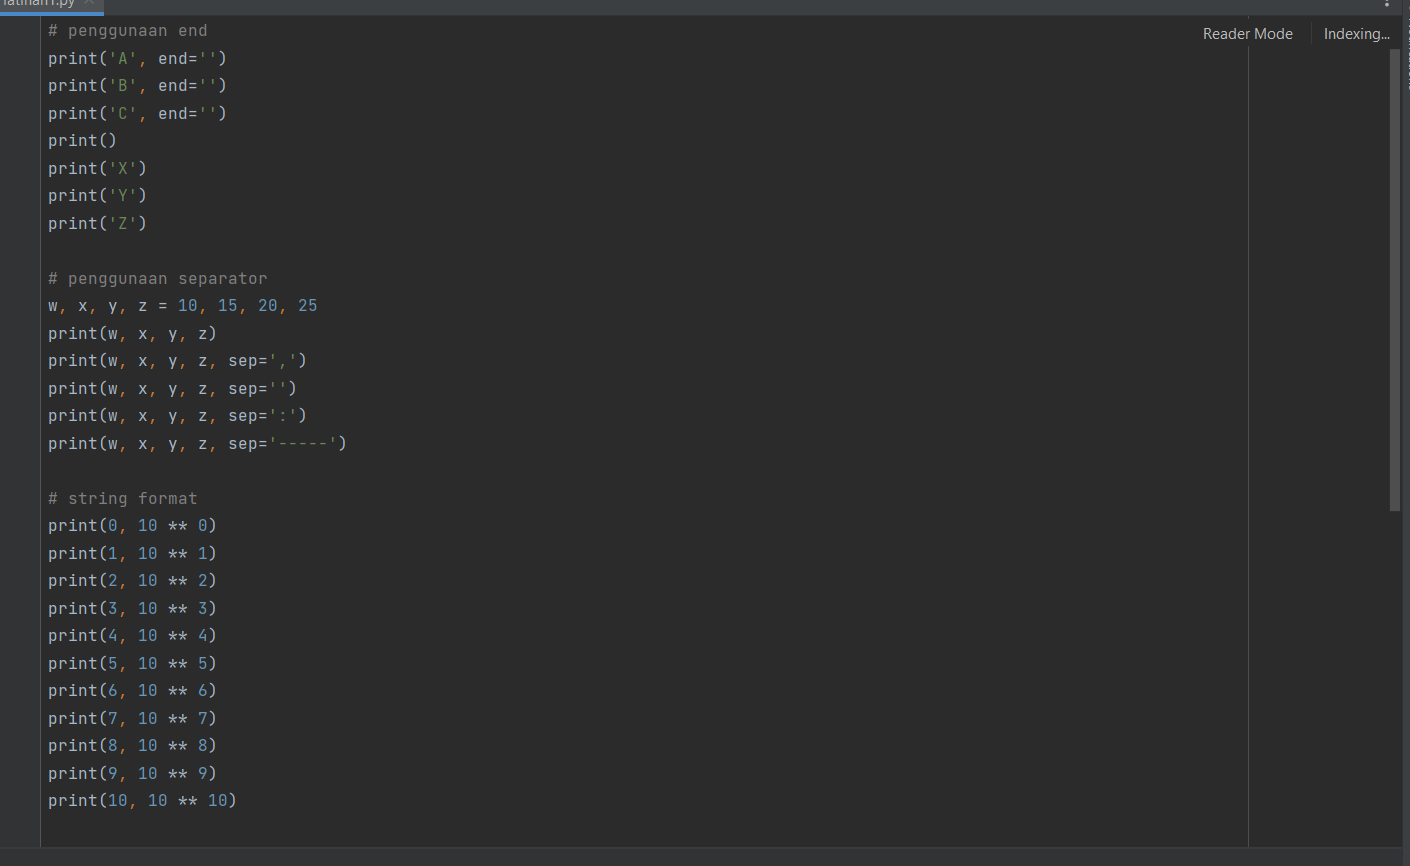 latihan1.py
Reader Mode Indexing...
# penggunaan end
print('A', end='')
print('B', end='')
print('C', end='')
print()
print('X')
print('Y')
print('Z')
# penggunaan separator
w, x, y, z = 10, 15, 20, 25
print(w, x, y, z)
print(w, x, y, z, sep=',')
print(w, x, y, z, sep='')
print(w, x, y, z, sep=':')
print(w, x, y, z, sep='-----')
# string format
print(0, 10 ** 0)
print(1, 10 ** 1)
print(2, 10 ** 2)
print(3, 10 ** 3)
print(4, 10 ** 4)
print(5, 10 ** 5)
print(6, 10 ** 6)
print(7, 10 ** 7)
print(8, 10 ** 8)
print(9, 10 ** 9)
print(10, 10 ** 10)